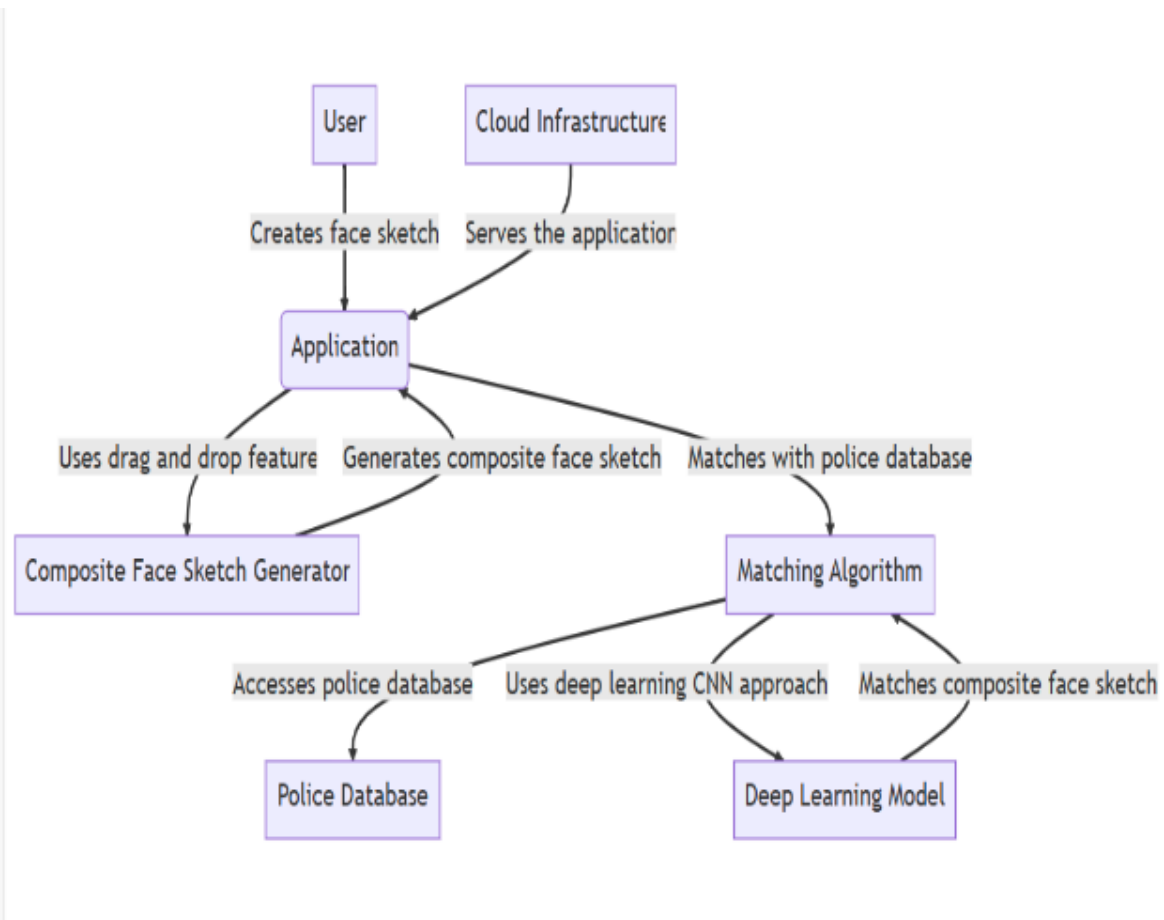 User
Cloud Infrastructure
Creates face sketch
Serves the application
Application
Uses drag and drop feature
Generates composite face sketch
Matches with police database
Composite Face Sketch Generator
Matching Algorithm
Accesses police database
Uses deep learning CNN approach
Matches composite face sketch
Police Database
Deep Learning Model